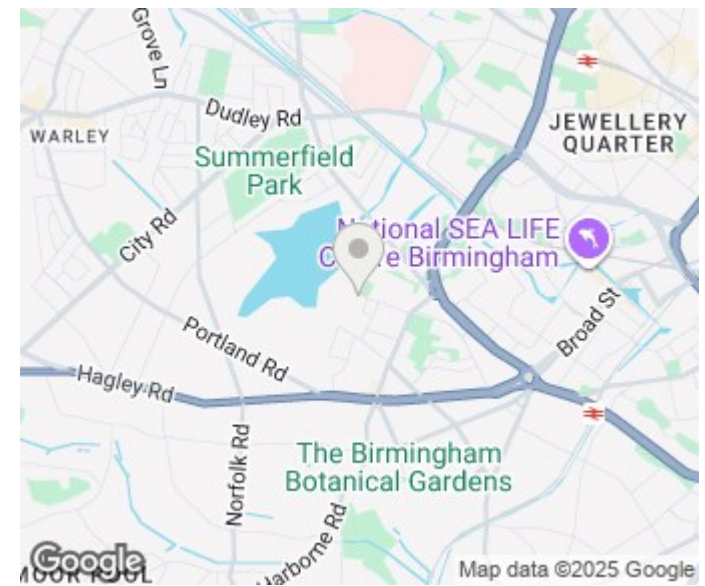 Grove Ln
Dudley Rd
WARLEY
JEWELLERY
QUARTER
Summerfield
Park
City Rd
National SEA LIFE
Centre Birmingham
Broad St
Portland Rd
Hagley Rd
Norfolk Rd
The Birmingham
Botanical Gardens
Harborne Rd
Google
Map data ©2025 Google